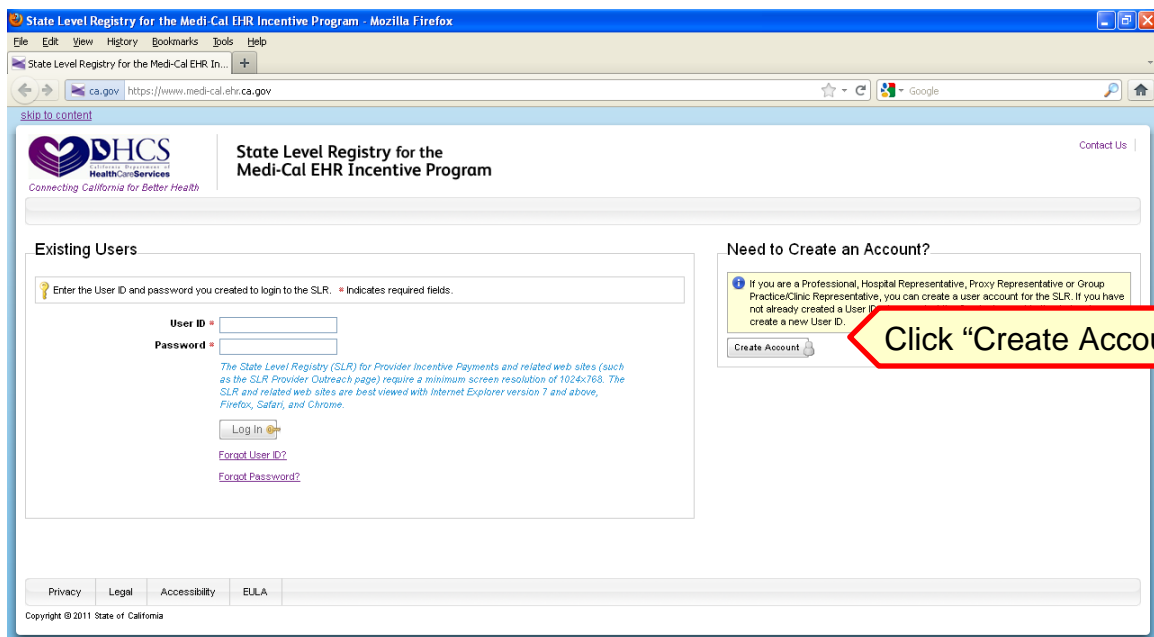 State Level Registry for the Medi-Cal EHR Incentive Program - Mozilla Firefox
File Edit View History Bookmarks Tools Help
State Level Registry for the Medi-Cal EHR In... +
ca.gov https://www.medi-cal.ehr.ca.gov Google
skip to content
DHCS
California Department of
HealthCareServices
Connecting California for Better Health
State Level Registry for the
Medi-Cal EHR Incentive Program
Contact Us
Existing Users
Enter the User ID and password you created to login to the SLR. * Indicates required fields.
User ID *
Password *
The State Level Registry (SLR) for Provider Incentive Payments and related web sites (such
as the SLR Provider Outreach page) require a minimum screen resolution of 1024x768. The
SLR and related web sites are best viewed with Internet Explorer version 7 and above,
Firefox, Safari, and Chrome.
Log In
Forgot User ID?
Forgot Password?
Need to Create an Account?
If you are a Professional, Hospital Representative, Proxy Representative or Group
Practice/Clinic Representative, you can create a user account for the SLR. If you have
not already created a User
create a new User ID.
Create Account
Click “Create Accou
Privacy Legal Accessibility EULA
Copyright © 2011 State of California